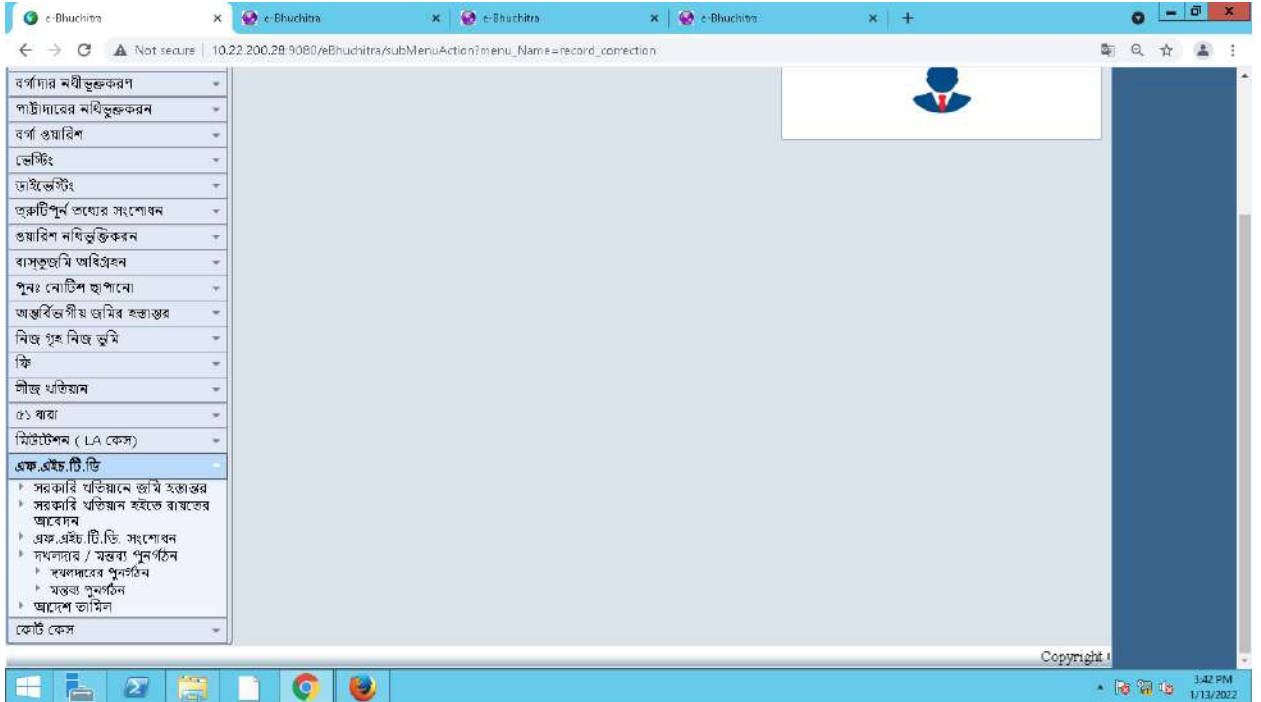 e-Bhuchitra
e-Bhuchitra
e-Bhuchitra
e-Bhuchitra
Not secure | 10.22.200.28:9080/eBhuchitra/subMenuAction?menu_Name=record_correction
বর্গাদার নথীভুক্তকরণ
পাট্টাদারের নথিভুক্তকরন
বর্গা ওয়ারিশ
ভেস্টিং
ডাইভেস্টিং
ত্রুটিপূর্ন তথ্যের সংশোধন
ওয়ারিশ নথিভুক্তিকরন
বাস্তুজমি অধিগ্রহন
পুনঃ নোটিশ ছাপানো
অন্তর্বিভাগীয় জমির হস্তান্তর
নিজ গৃহ নিজ ভূমি
ফি
লীজ খতিয়ান
৫১ ধারা
মিউটেশন ( LA কেস)
এফ.এইচ.টি.ডি
সরকারি খতিয়ানে জমি হস্তান্তর
সরকারি খতিয়ান হইতে রায়তের
আবেদন
এফ.এইচ.টি.ডি. সংশোধন
দখলদার / মন্তব্য পুনর্গঠন
দখলদারের পুনর্গঠন
মন্তব্য পুনর্গঠন
আদেশ তামিল
কোর্ট কেস
Copyright
3:42 PM
1/13/2022